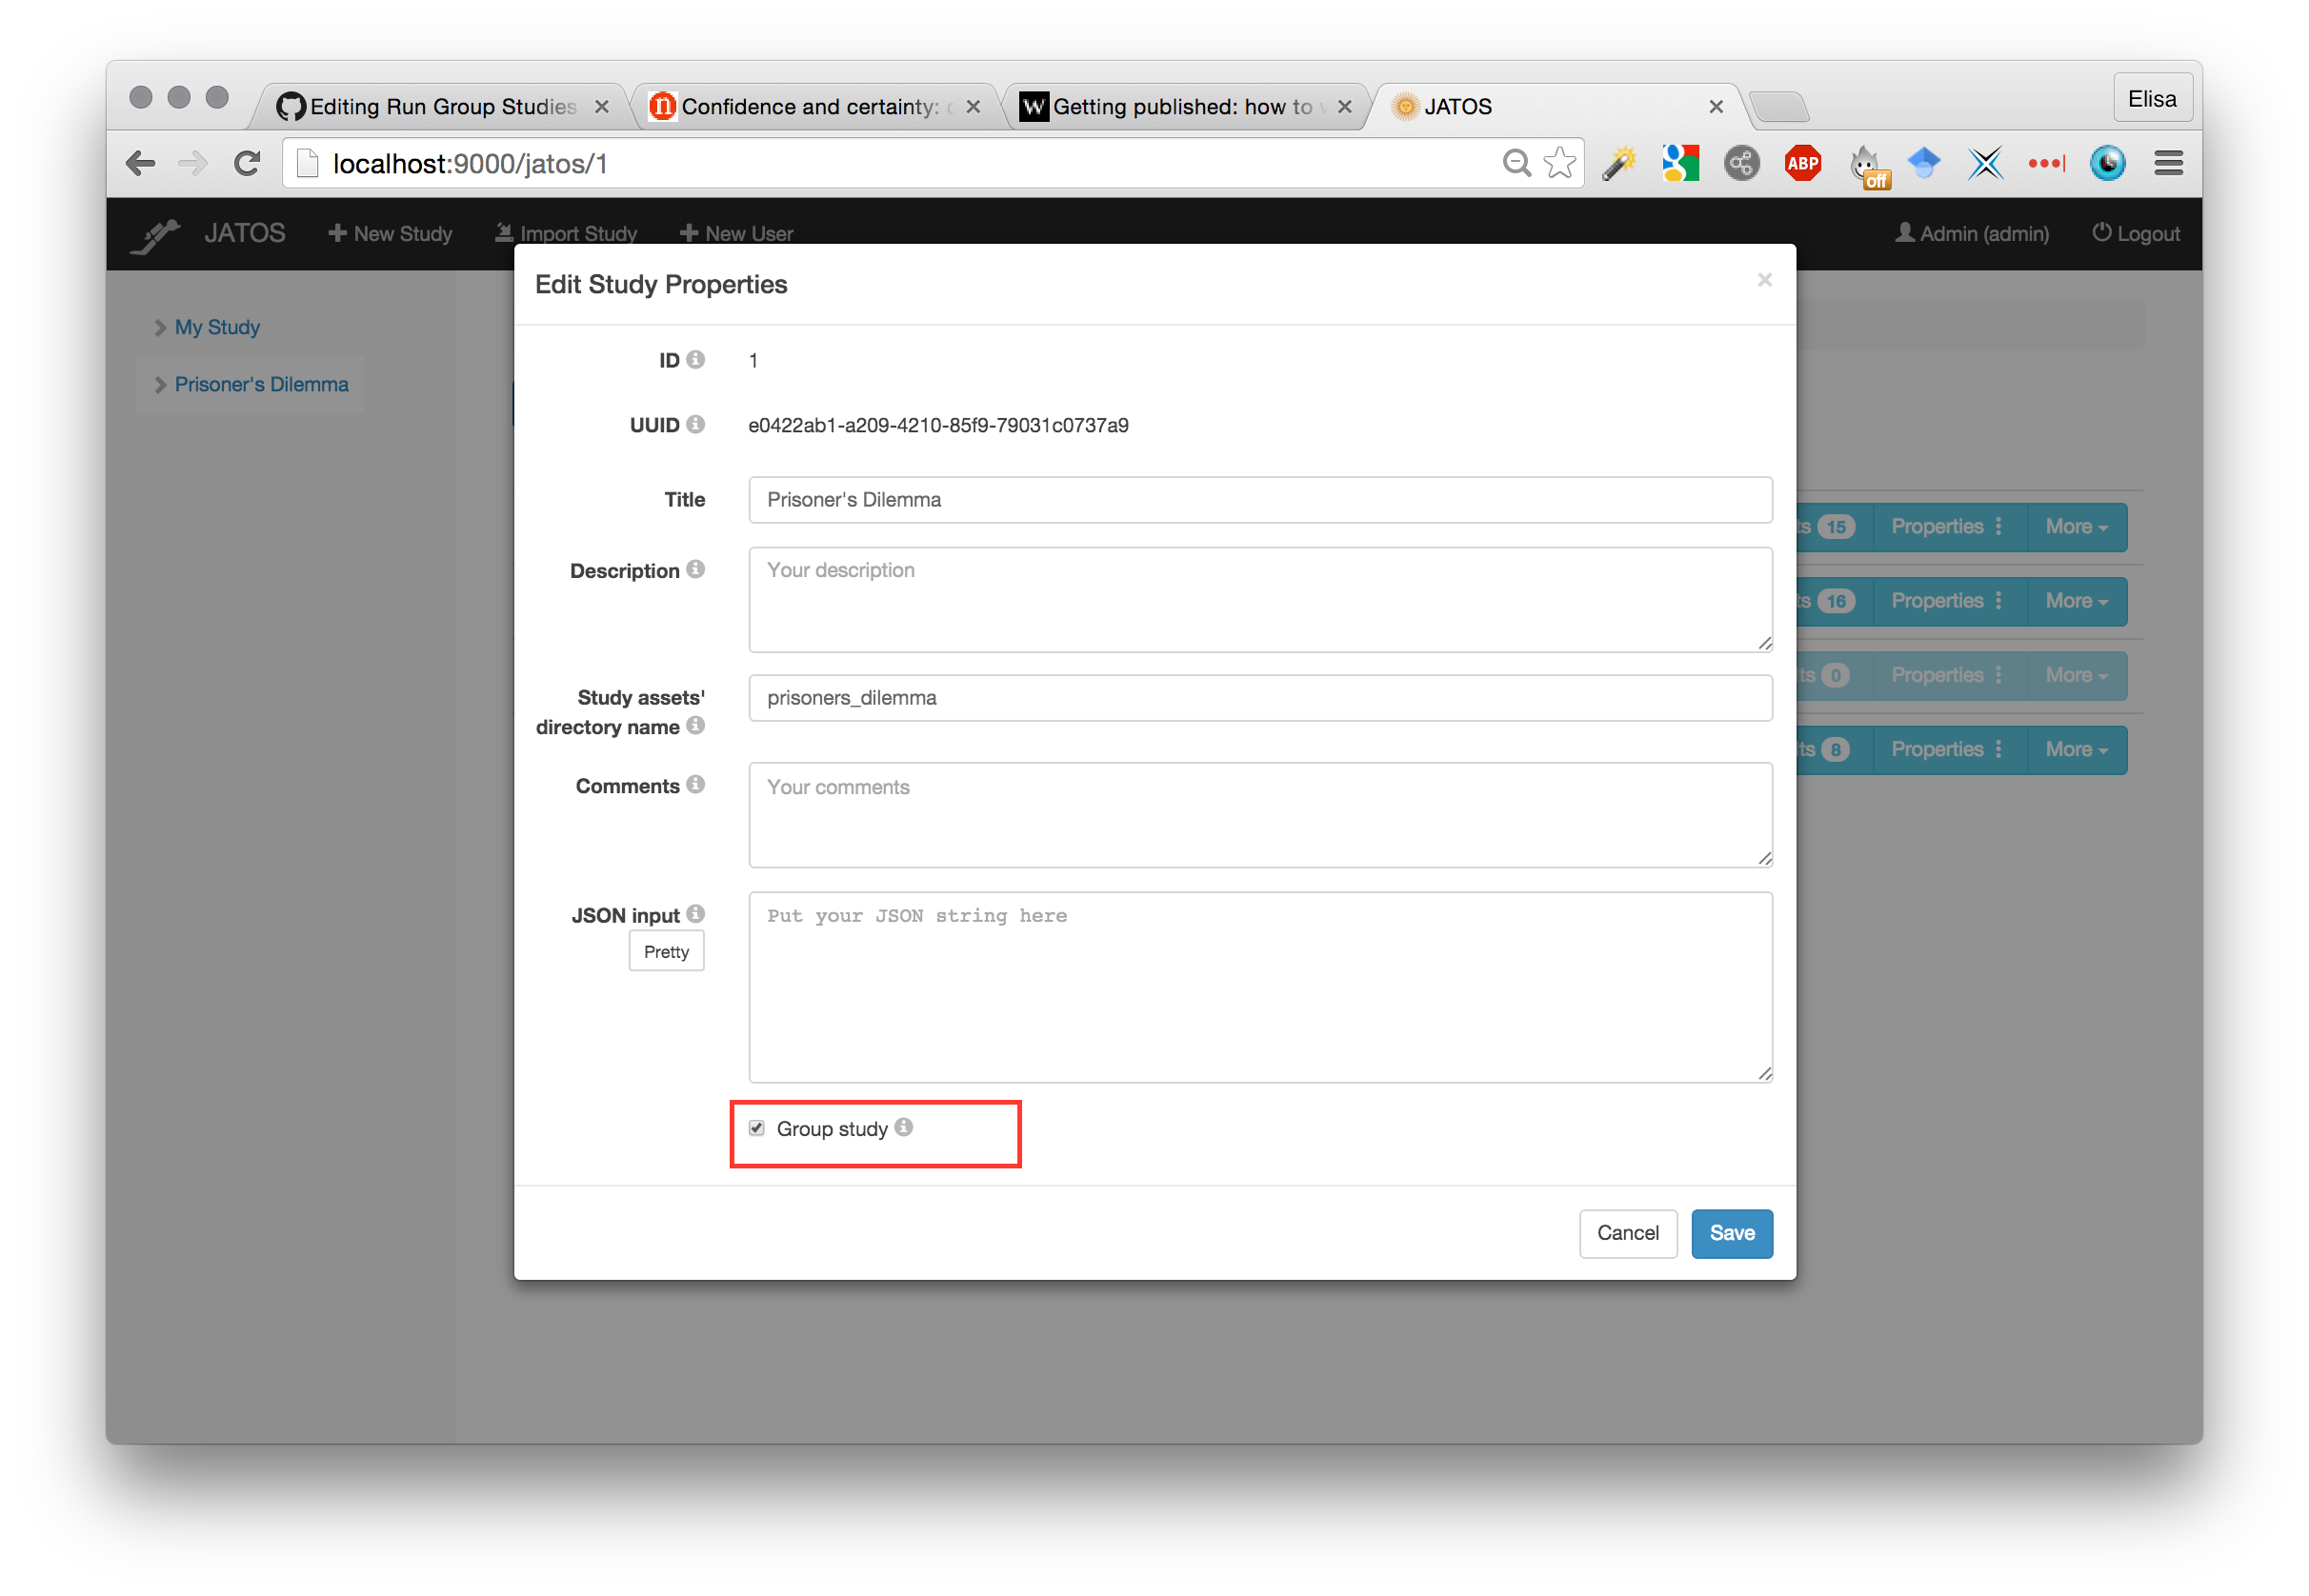 Editing Run Group Studies
Confidence and certainty:
Getting published: how to
JATOS
Elisa
localhost:9000/jatos/1
ABP
off
JATOS
New Study
Import Study
New User
Admin (admin)
Logout
My Study
Prisoner's Dilemma
Edit Study Properties
ID
1
UUID
e0422ab1-a209-4210-85f9-79031c0737a9
Title
Prisoner's Dilemma
Description
Your description
Study assets'
directory name
prisoners_dilemma
Comments
Your comments
JSON input
Pretty
Put your JSON string here
Group study
Cancel
Save
ts 15 Properties More
ts 16 Properties More
ts 0 Properties More
ts 8 Properties More